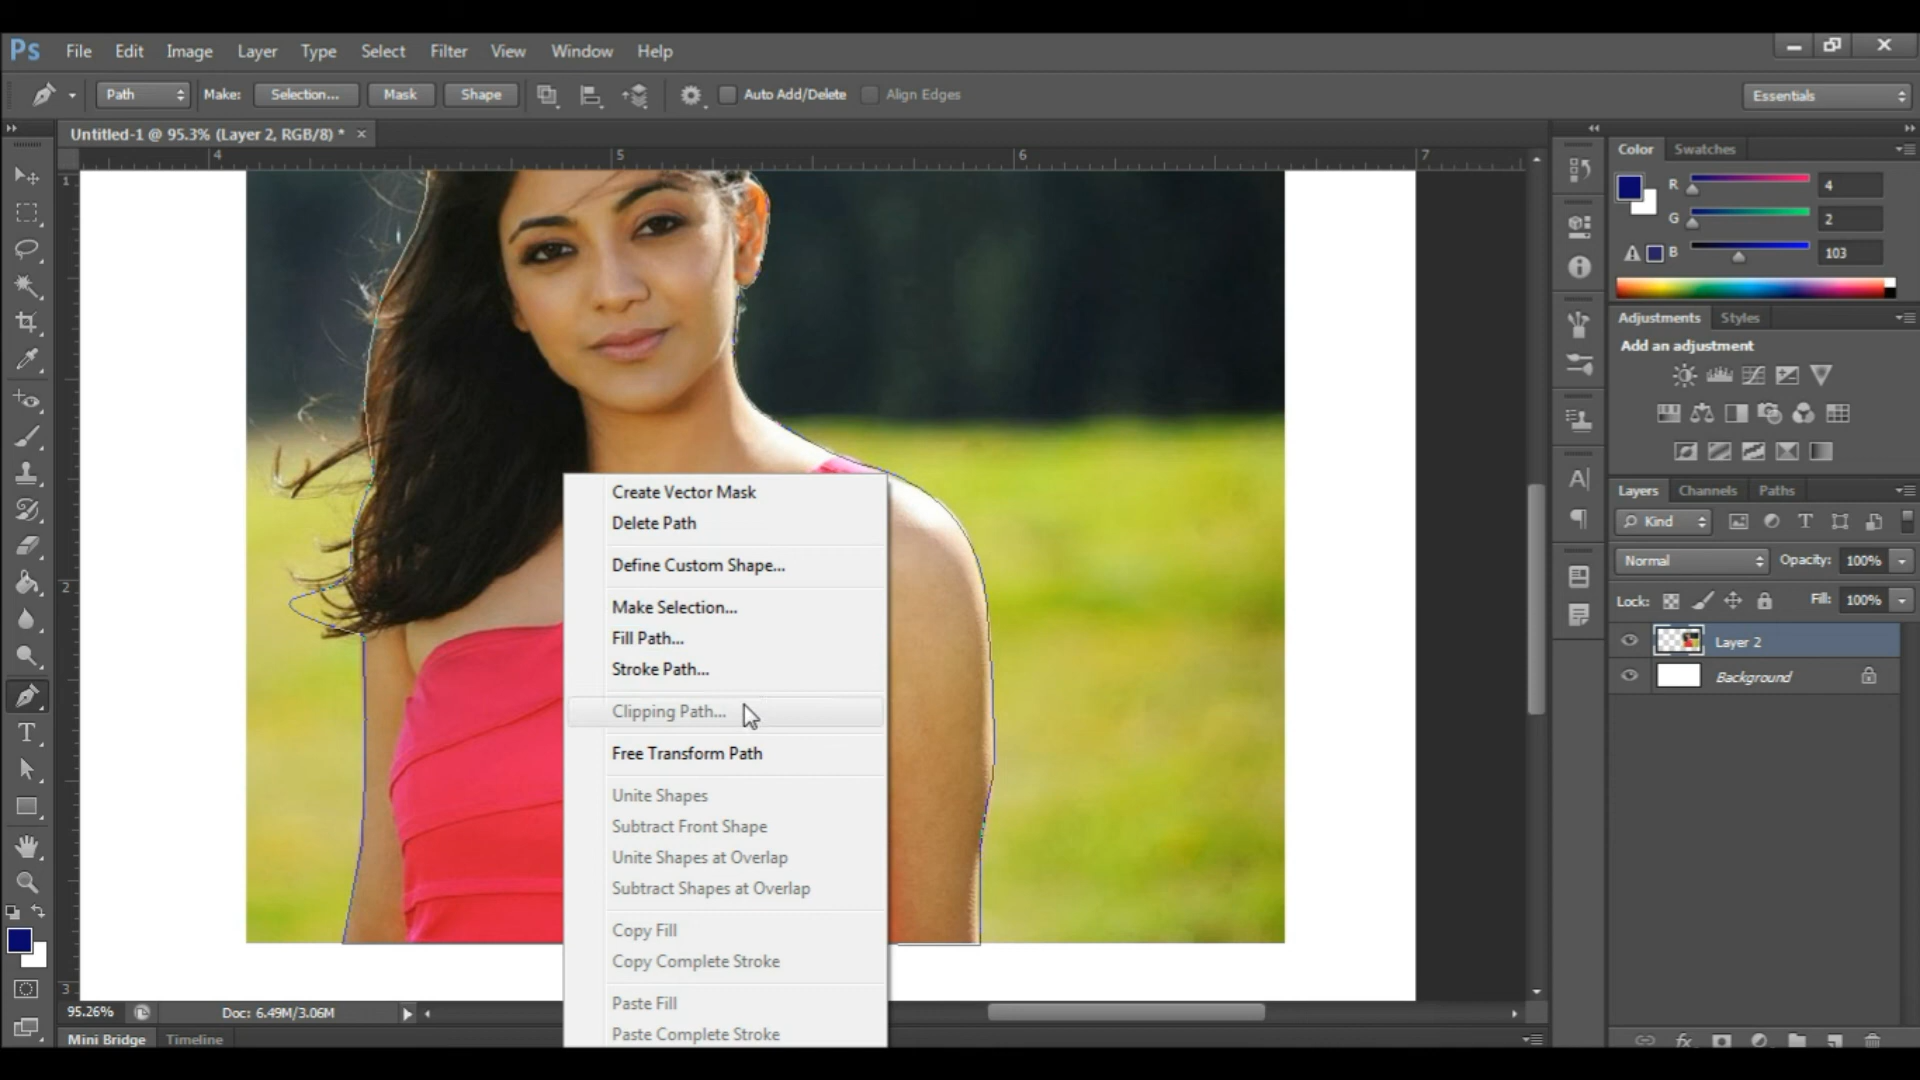 Ps File Edit Image Layer Type Select Filter View Window Help
Path Make: Selection... Mask Shape Auto Add/Delete Align Edges Essentials
Untitled-1 @ 95.3% (Layer 2, RGB/8) * ×
4 5 6 7
1
2
3
Color Swatches
R 4
G 2
B 103
Adjustments Styles
Add an adjustment
Layers Channels Paths
Kind
Normal Opacity: 100%
Lock: Fill: 100%
Layer 2
Background
Create Vector Mask
Delete Path
Define Custom Shape...
Make Selection...
Fill Path...
Stroke Path...
Clipping Path...
Free Transform Path
Unite Shapes
Subtract Front Shape
Unite Shapes at Overlap
Subtract Shapes at Overlap
Copy Fill
Copy Complete Stroke
Paste Fill
Paste Complete Stroke
95.26% Doc: 6.49M/3.06M
Mini Bridge Timeline